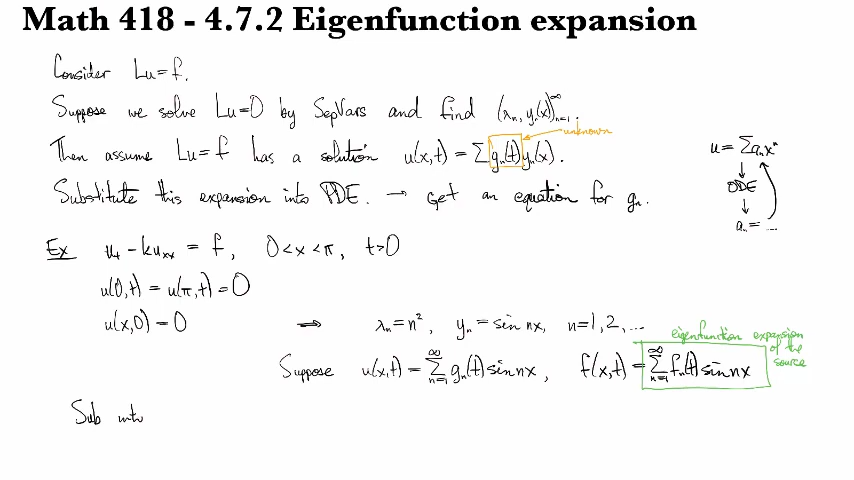 Math 418 - 4.7.2 Eigenfunction expansion
Consider Lu=f.
Suppose we solve Lu=0 by SepVars and find (λₙ, yₙ(x))ₙ₌₁^∞.
unknown
Then assume Lu=f has a solution u(x,t) = Σ gₙ(t) yₙ(x).
Substitute this expansion into PDE. → Get an equation for gₙ.
u = Σaₙxⁿ
↓
ODE
↓
aₙ = ...
Ex uₜ - kuₓₓ = f, 0<x<π, t>0
u(0,t) = u(π,t) = 0
u(x,0) = 0 ⇒ λₙ = n², yₙ = sin nx, n=1,2,...
eigenfunction expansion
of the
source
Suppose u(x,t) = Σₙ₌₁^∞ gₙ(t) sin nx, f(x,t) = Σₙ₌₁^∞ fₙ(t) sin nx
Sub into